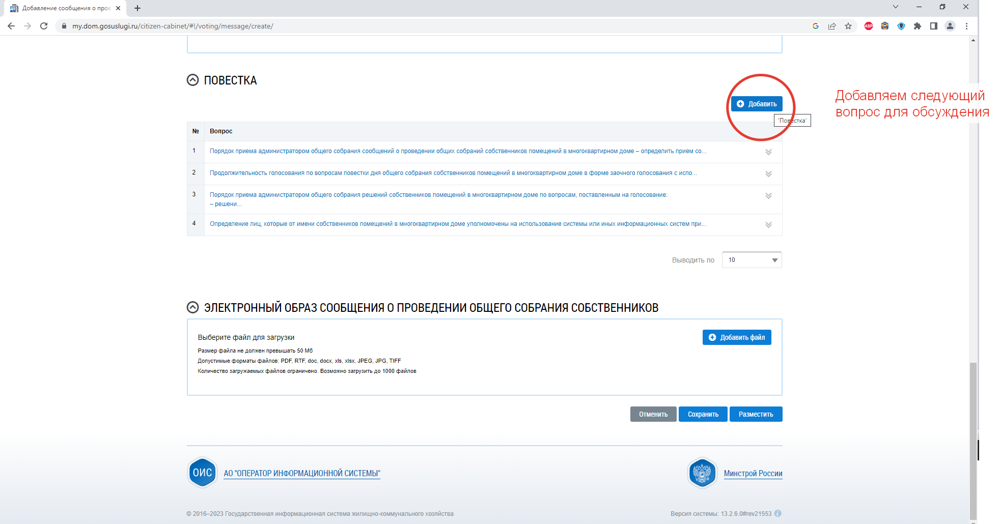 Добавление сообщения о пров
my.dom.gosuslugi.ru/citizen-cabinet/#!/voting/message/create/
ABP
ПОВЕСТКА
Добавить
'Повестка'
Добавляем следующий
вопрос для обсуждения
№ Вопрос
1 Порядок приема администратором общего собрания сообщений о проведении общих собраний собственников помещений в многоквартирном доме – определить прием со...
2 Продолжительность голосования по вопросам повестки дня общего собрания собственников помещений в многоквартирном доме в форме заочного голосования с испо...
3 Порядок приема администратором общего собрания решений собственников помещений в многоквартирном доме по вопросам, поставленным на голосование:
– решени...
4 Определение лиц, которые от имени собственников помещений в многоквартирном доме уполномочены на использование системы или иных информационных систем при...
Выводить по 10
ЭЛЕКТРОННЫЙ ОБРАЗ СООБЩЕНИЯ О ПРОВЕДЕНИИ ОБЩЕГО СОБРАНИЯ СОБСТВЕННИКОВ
Выберите файл для загрузки
Добавить файл
Размер файла не должен превышать 50 Мб
Допустимые форматы файлов: PDF, RTF, doc, docx, xls, xlsx, JPEG, JPG, TIFF
Количество загружаемых файлов ограничено. Возможно загрузить до 1000 файлов
Отменить Сохранить Разместить
ОИС АО "ОПЕРАТОР ИНФОРМАЦИОННОЙ СИСТЕМЫ"
Минстрой России
© 2016–2023 Государственная информационная система жилищно-коммунального хозяйства
Версия системы: 13.2.6.0#rev21553